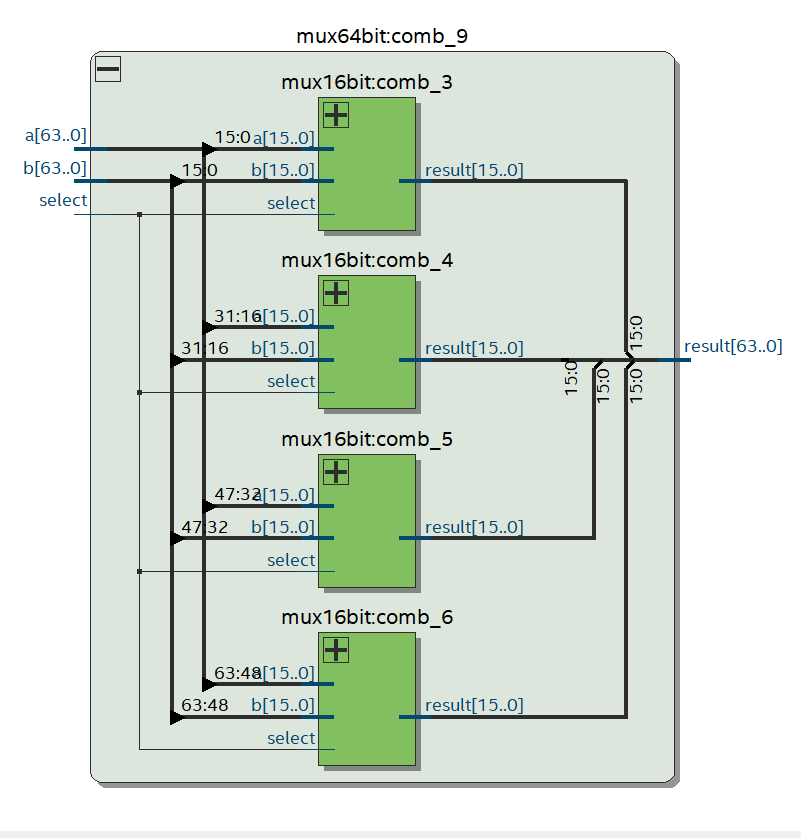 mux64bit:comb_9
mux16bit:comb_3
a[63..0]
15:0
a[15..0]
b[63..0]
15:0
b[15..0]
result[15..0]
select
select
mux16bit:comb_4
31:16
a[15..0]
15:0
31:16
b[15..0]
result[15..0]
result[63..0]
select
15:0
15:0
15:0
mux16bit:comb_5
47:32
a[15..0]
47:32
b[15..0]
result[15..0]
select
mux16bit:comb_6
63:48
a[15..0]
63:48
b[15..0]
result[15..0]
select